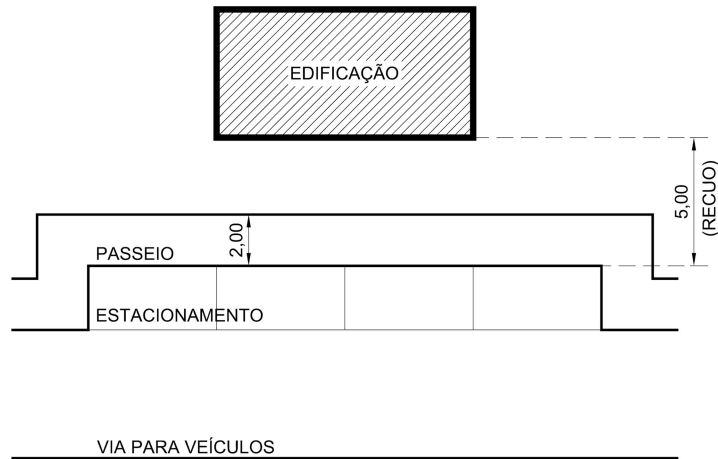 EDIFICAÇÃO
5,00
(RECUO)
2,00
PASSEIO
ESTACIONAMENTO
VIA PARA VEÍCULOS